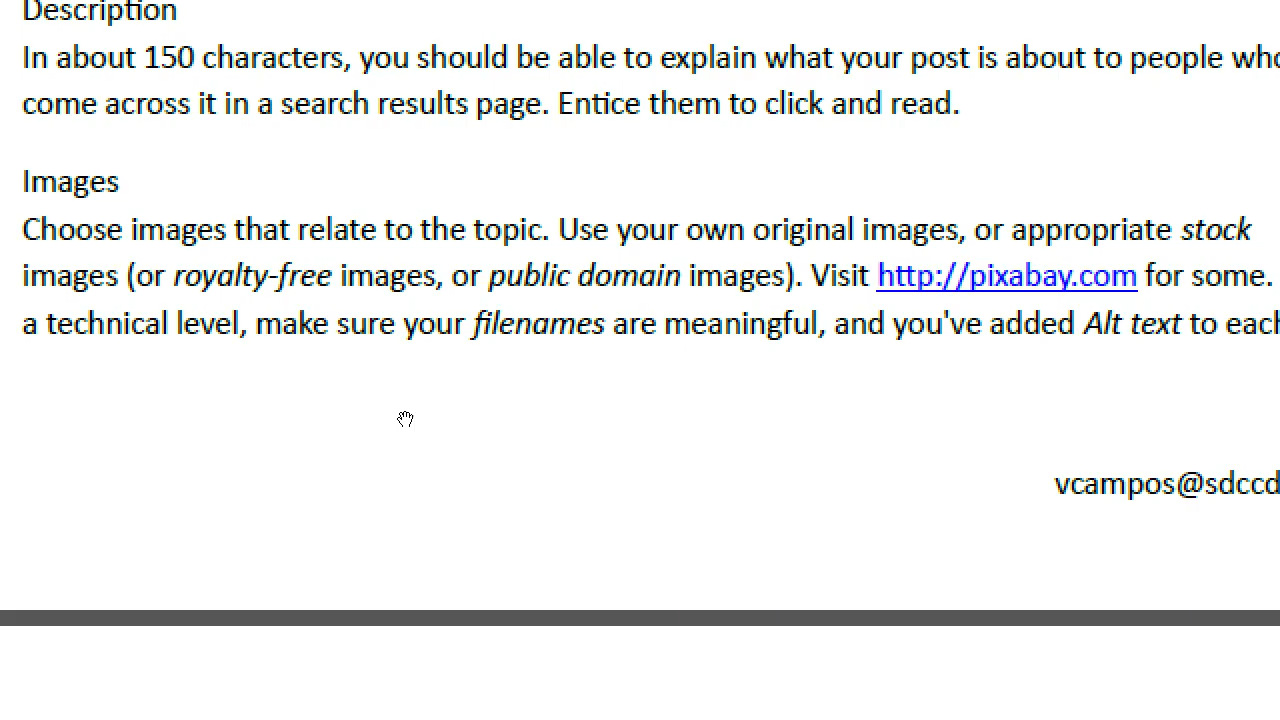 Description
In about 150 characters, you should be able to explain what your post is about to people who
come across it in a search results page. Entice them to click and read.
Images
Choose images that relate to the topic. Use your own original images, or appropriate stock
images (or royalty-free images, or public domain images). Visit http://pixabay.com for some.
a technical level, make sure your filenames are meaningful, and you've added Alt text to each
vcampos@sdccd